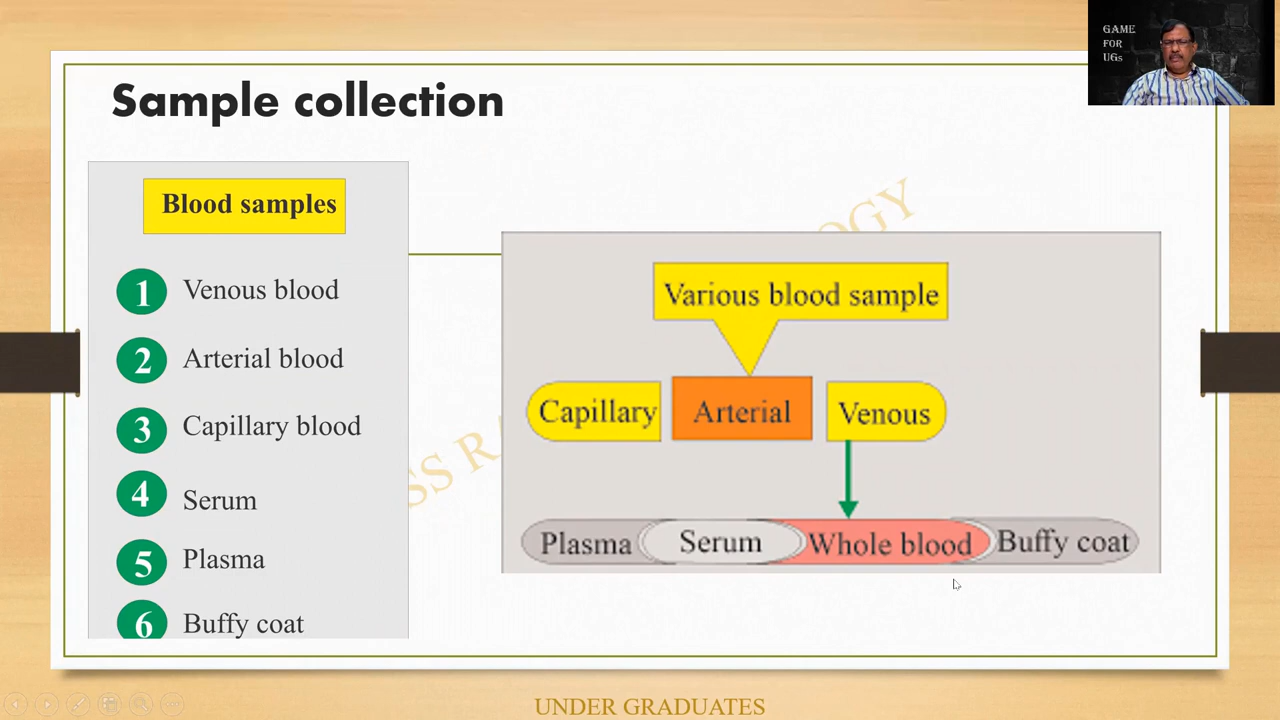 GAME
FOR
UGs
Sample collection
Blood samples
1 Venous blood
2 Arterial blood
3 Capillary blood
4 Serum
5 Plasma
6 Buffy coat
Various blood sample
Capillary
Arterial
Venous
Plasma
Serum
Whole blood
Buffy coat
UNDER GRADUATES